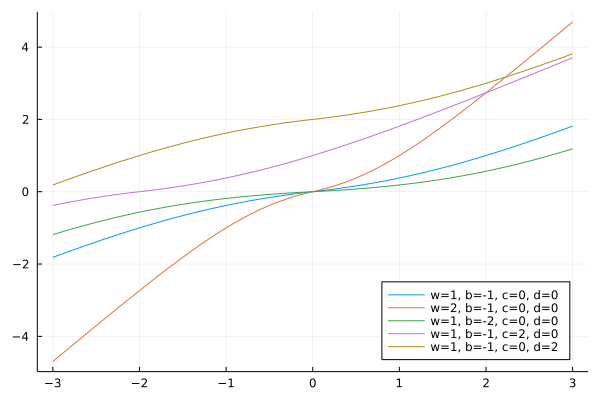 4
2
0
−2
−4
−3
−2
−1
0
1
2
3
w=1, b=-1, c=0, d=0
w=2, b=-1, c=0, d=0
w=1, b=-2, c=0, d=0
w=1, b=-1, c=2, d=0
w=1, b=-1, c=0, d=2